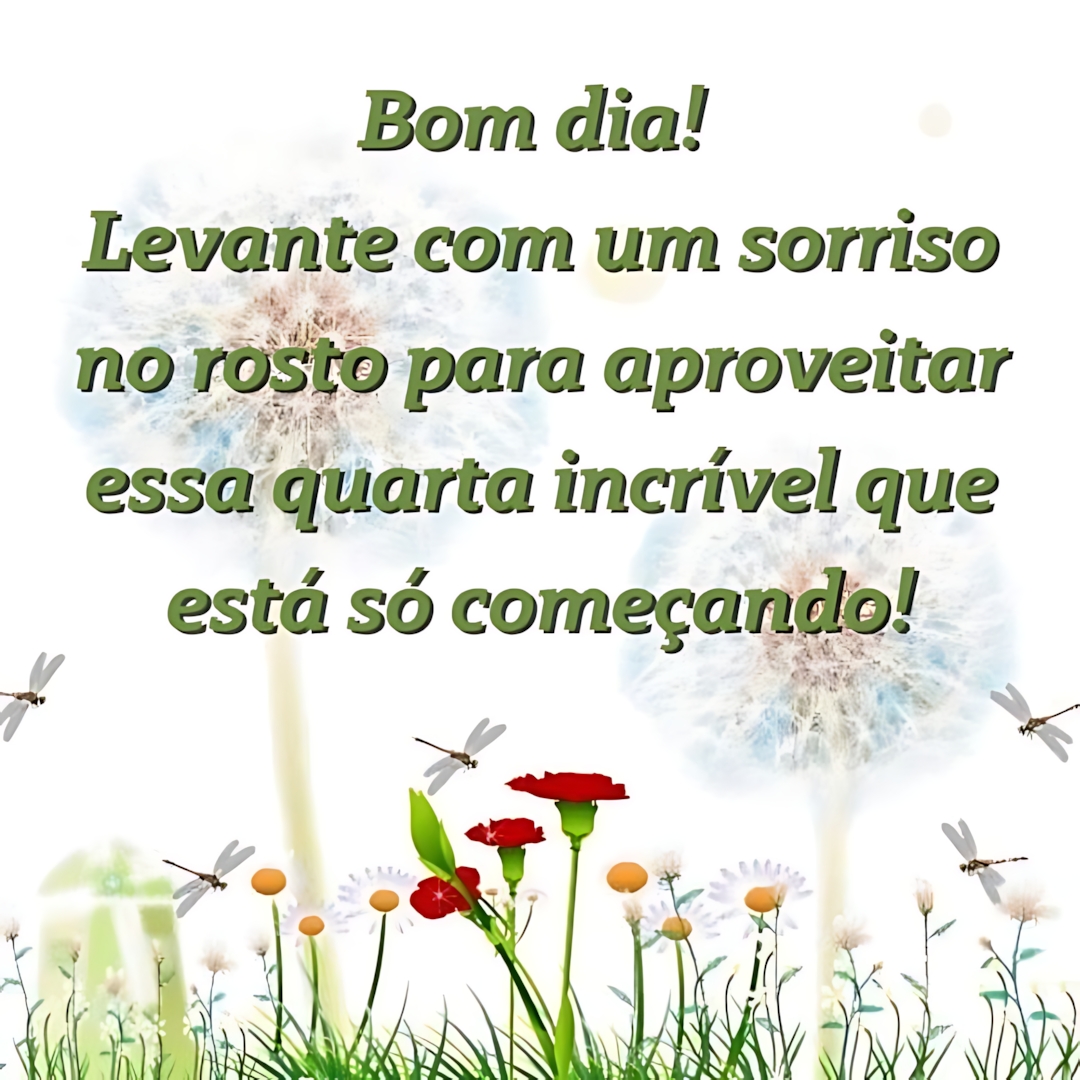 Bom dia!
Levante com um sorriso
no rosto para aproveitar
essa quarta incrível que
está só começando!